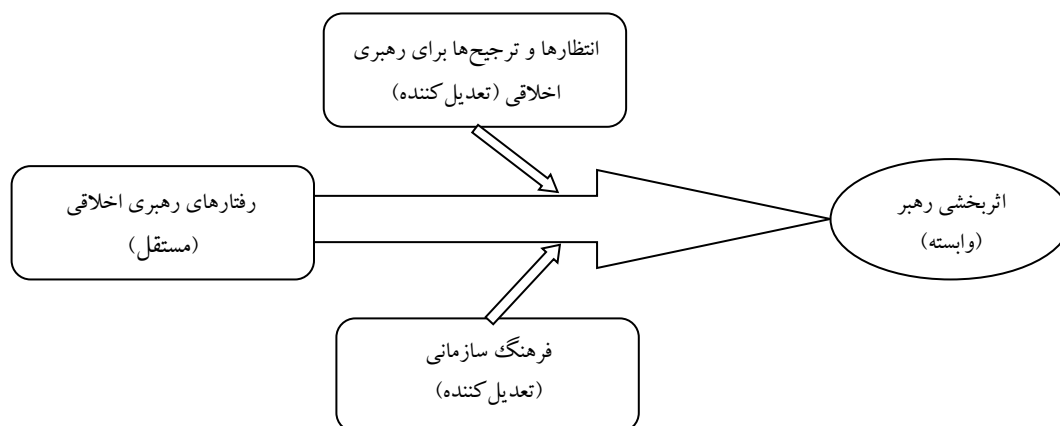 انتظارها و ترجیح‌ها برای رهبری
اخلاقی (تعدیل‌کننده)
رفتارهای رهبری اخلاقی
(مستقل)
اثربخشی رهبر
(وابسته)
فرهنگ سازمانی
(تعدیل‌کننده)